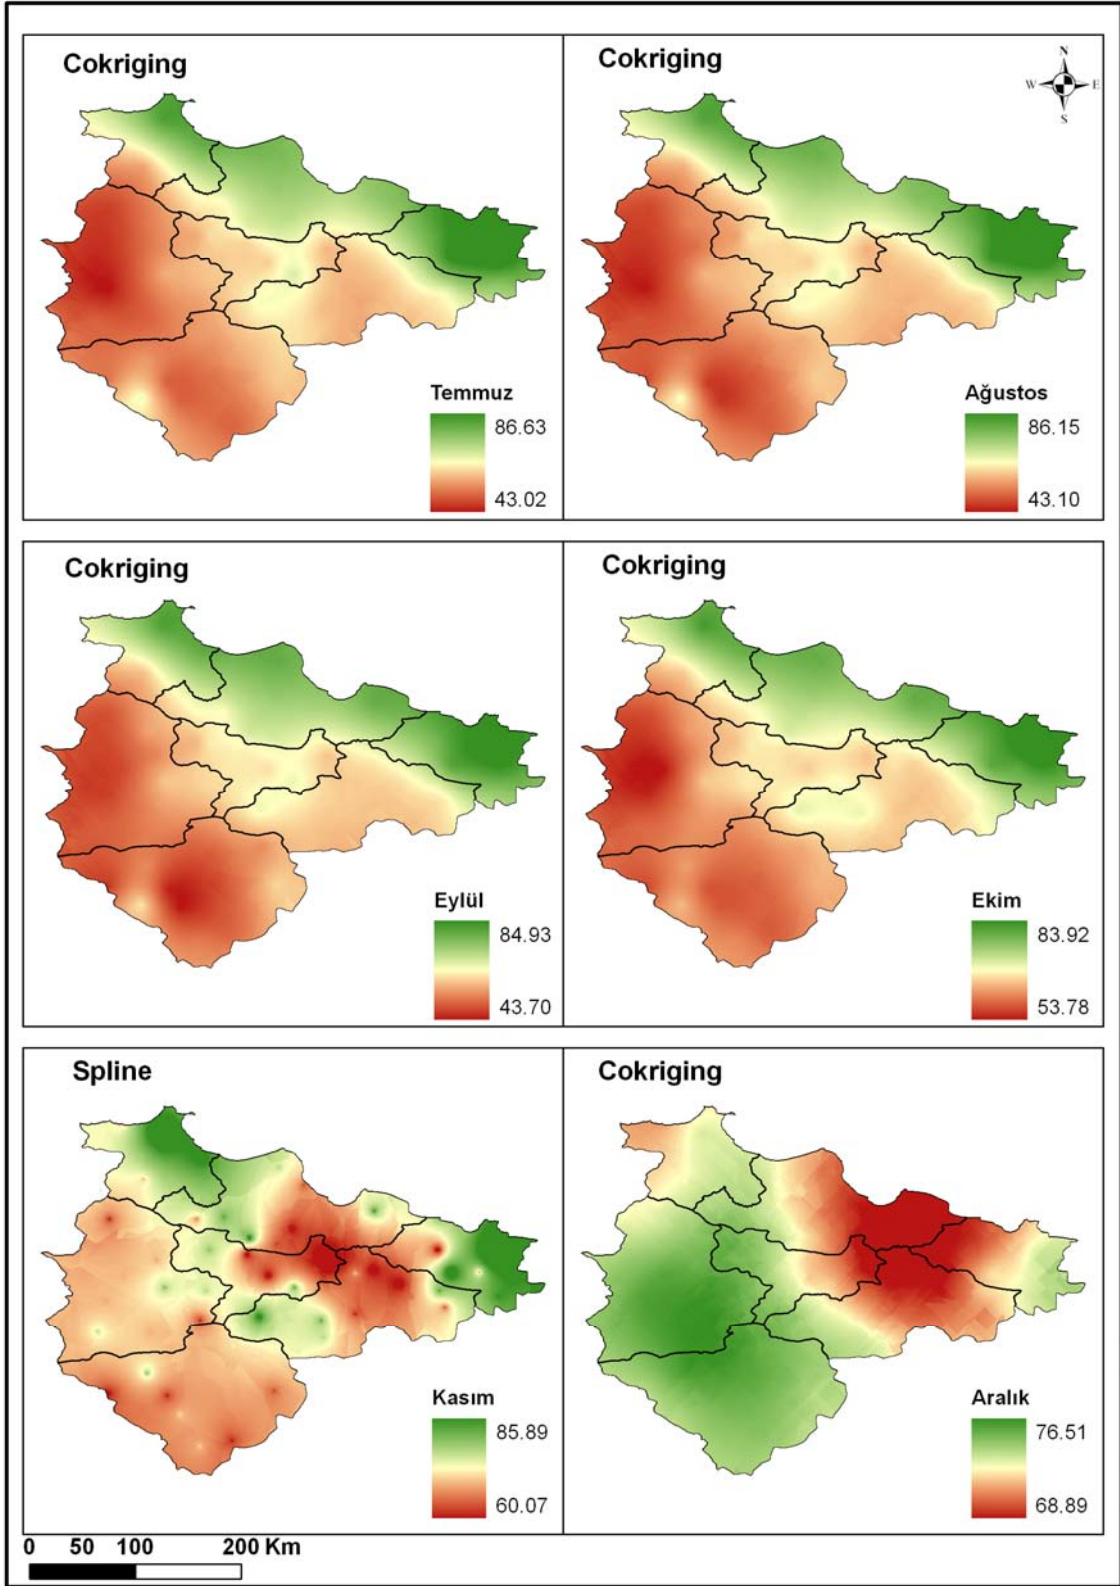 Cokriging
Cokriging
N
W E
S
Temmuz
86.63
43.02
Ağustos
86.15
43.10
Cokriging
Cokriging
Eylül
84.93
43.70
Ekim
83.92
53.78
Spline
Cokriging
Kasım
85.89
60.07
Aralık
76.51
68.89
0 50 100 200 Km